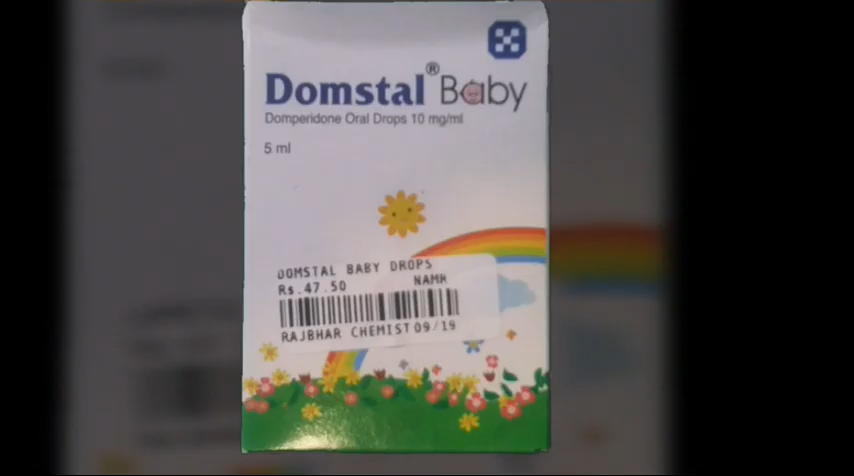 Domstal® Baby
Domperidone Oral Drops 10 mg/ml
5 ml
DOMSTAL BABY DROPS
Rs.47.50 NAMR
RAJBHAR CHEMIST 09/19